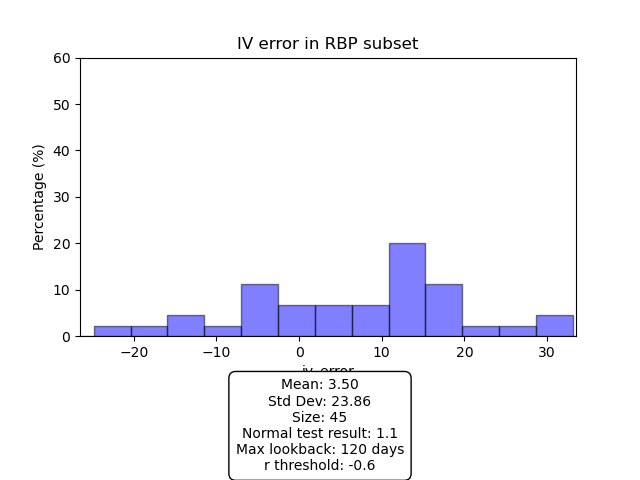 IV error in RBP subset
60
50
40
30
20
10
0
Percentage (%)
−20
−10
0
10
20
30
iv_error
Mean: 3.50
Std Dev: 23.86
Size: 45
Normal test result: 1.1
Max lookback: 120 days
r threshold: -0.6